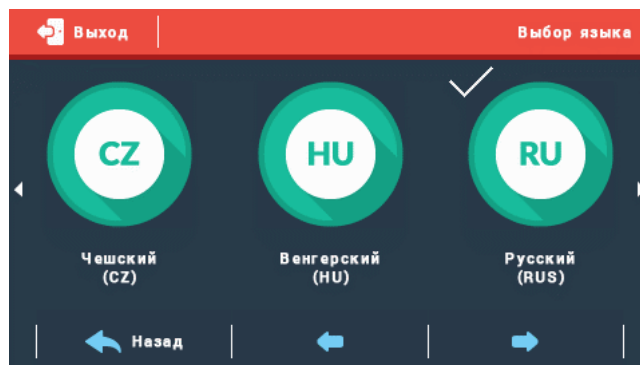 Выход
Выбор языка
CZ
HU
RU
Чешский
(CZ)
Венгерский
(HU)
Русский
(RUS)
Назад